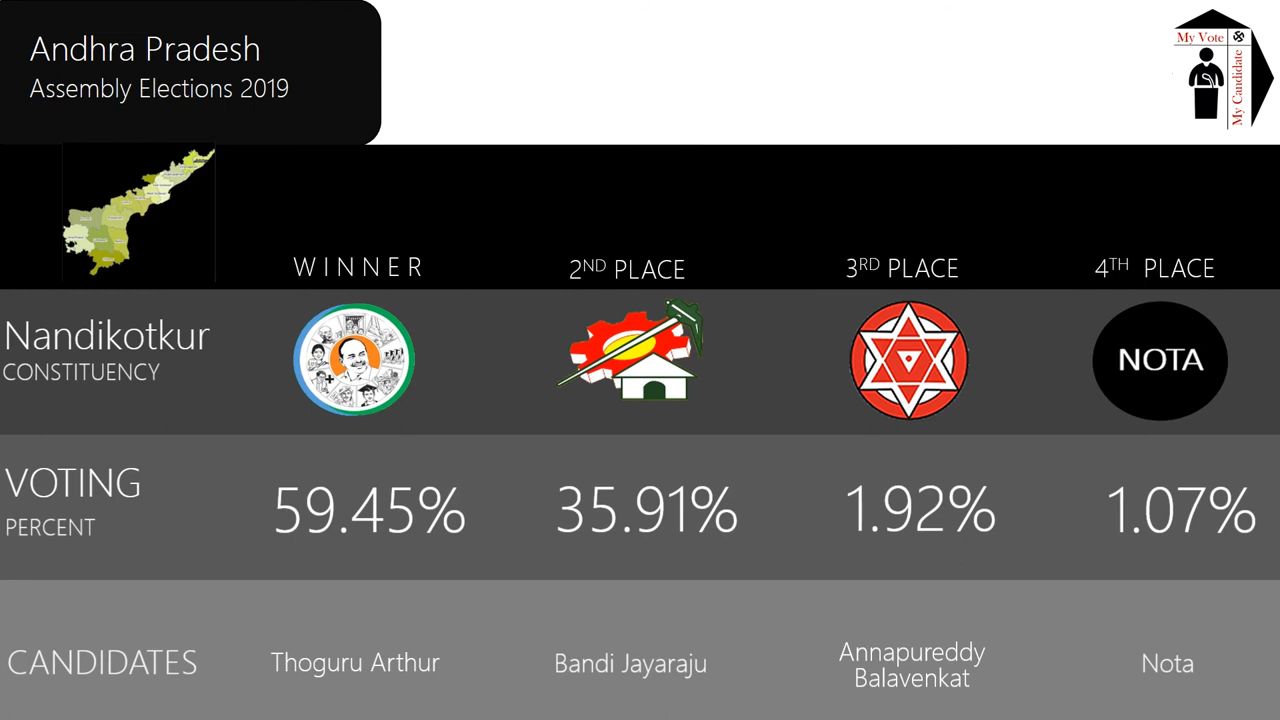 Andhra Pradesh
Assembly Elections 2019
My Vote
My Candidate
WINNER
2ND PLACE
3RD PLACE
4TH PLACE
Nandikotkur
CONSTITUENCY
NOTA
VOTING
PERCENT
59.45%
35.91%
1.92%
1.07%
CANDIDATES
Thoguru Arthur
Bandi Jayaraju
Annapureddy
Balavenkat
Nota